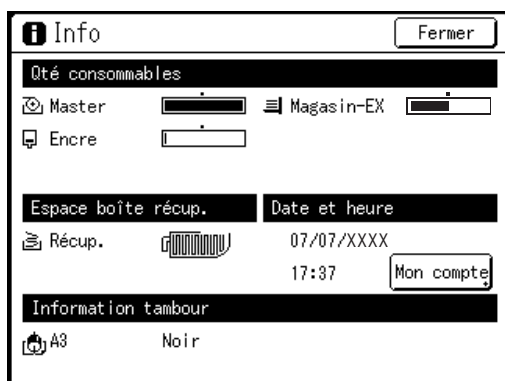 Info
Fermer
Qté consommables
Master
Magasin-EX
Encre
Espace boîte récup.
Date et heure
Récup.
07/07/XXXX
17:37
Mon compte
Information tambour
A3
Noir